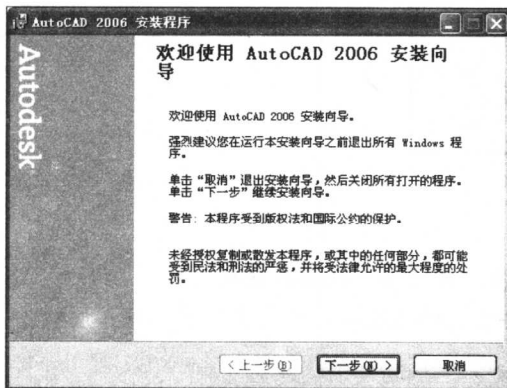 AutoCAD 2006 安装程序
Autodesk
欢迎使用 AutoCAD 2006 安装向
导
欢迎使用 AutoCAD 2006 安装向导。
强烈建议您在运行本安装向导之前退出所有 Windows 程
序。
单击“取消”退出安装向导，然后关闭所有打开的程序。
单击“下一步”继续安装向导。
警告: 本程序受到版权法和国际公约的保护。
未经授权复制或散发本程序，或其中的任何部分，都可能
受到民法和刑法的严惩，并将受法律允许的最大程度的处
罚。
< 上一步(B)
下一步(N) >
取消